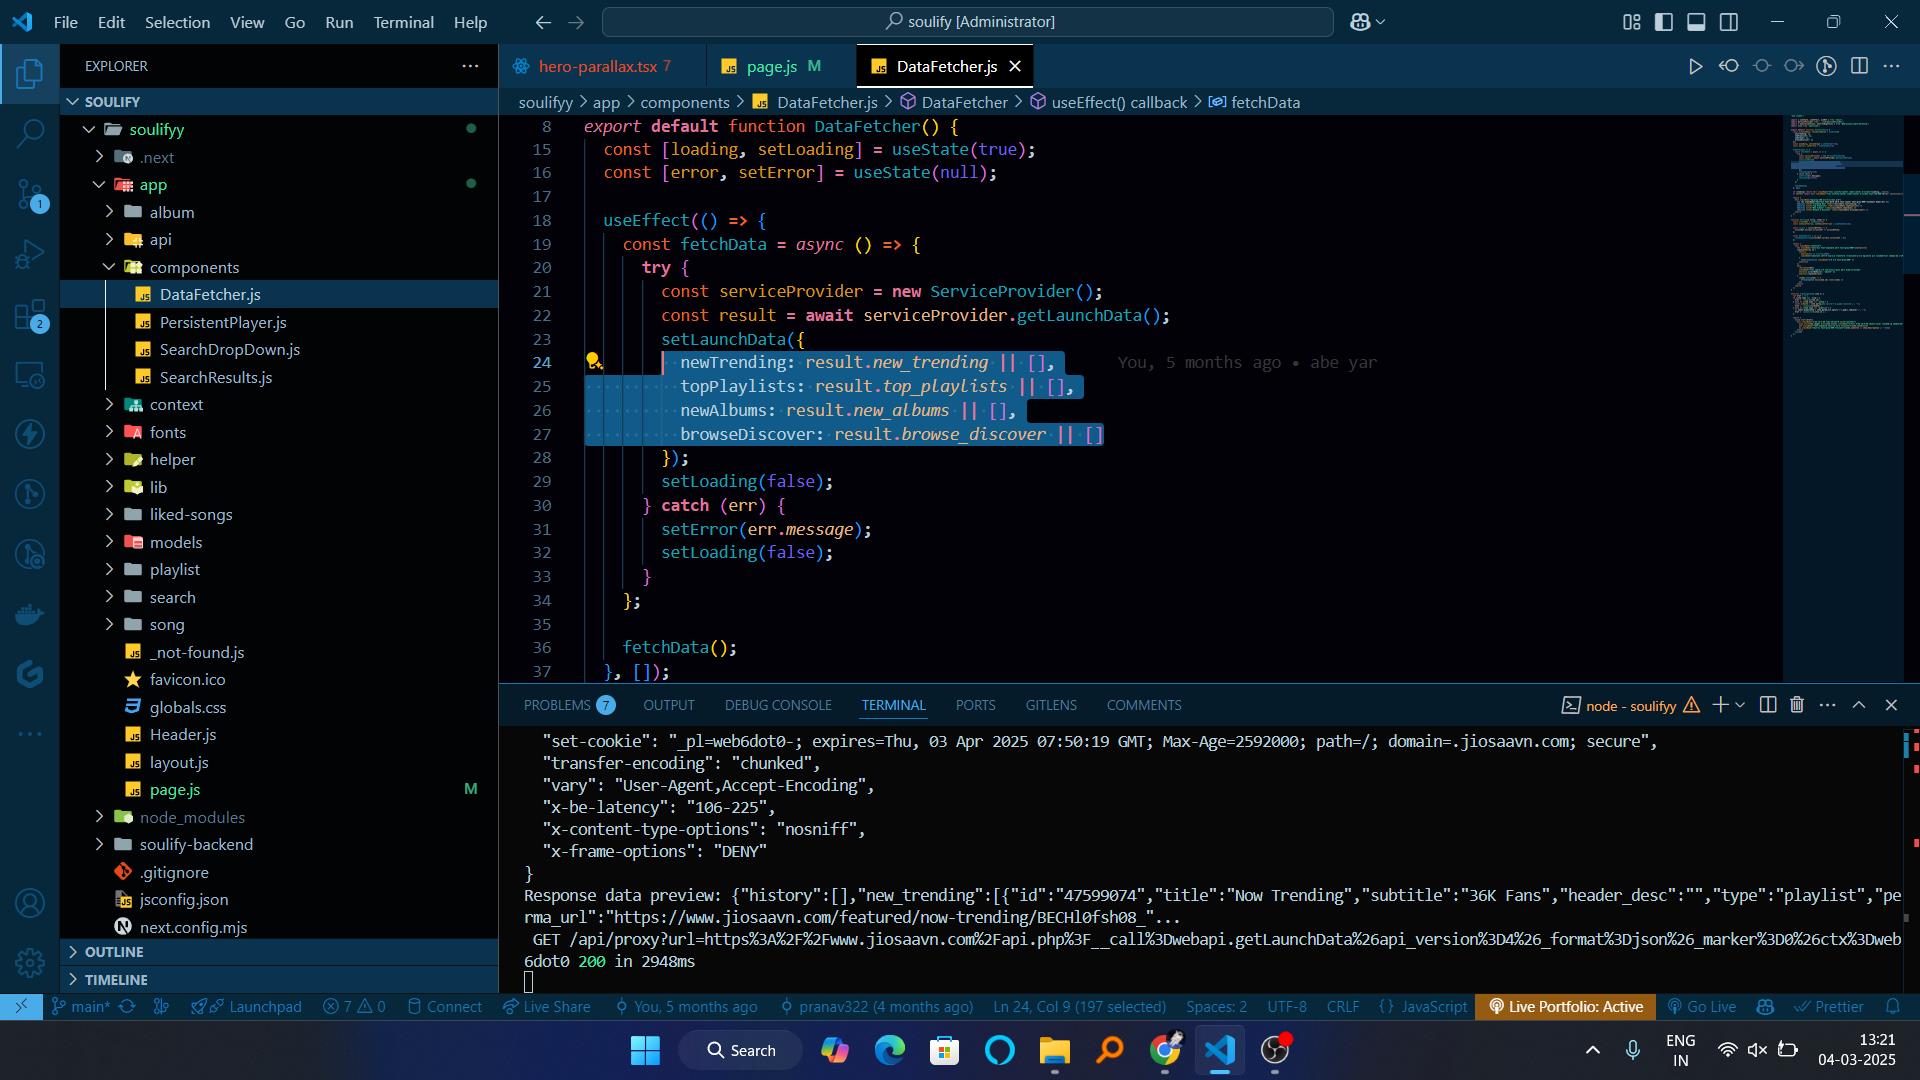 File Edit Selection View Go Run Terminal Help
soulify [Administrator]
EXPLORER
SOULIFY
soulifyy
.next
app
album
api
components
DataFetcher.js
PersistentPlayer.js
SearchDropDown.js
SearchResults.js
context
fonts
helper
lib
liked-songs
models
playlist
search
song
_not-found.js
favicon.ico
globals.css
Header.js
layout.js
page.js M
node_modules
soulify-backend
.gitignore
jsconfig.json
next.config.mjs
OUTLINE
TIMELINE
1
2
hero-parallax.tsx 7
page.js M
DataFetcher.js
soulifyy > app > components > DataFetcher.js > DataFetcher > useEffect() callback > fetchData
8 export default function DataFetcher() {
15 const [loading, setLoading] = useState(true);
16 const [error, setError] = useState(null);
17
18 useEffect(() => {
19 const fetchData = async () => {
20 try {
21 const serviceProvider = new ServiceProvider();
22 const result = await serviceProvider.getLaunchData();
23 setLaunchData({
24 newTrending: result.new_trending || [], You, 5 months ago • abe yar
25 topPlaylists: result.top_playlists || [],
26 newAlbums: result.new_albums || [],
27 browseDiscover: result.browse_discover || []
28 });
29 setLoading(false);
30 } catch (err) {
31 setError(err.message);
32 setLoading(false);
33 }
34 };
35
36 fetchData();
37 }, []);
PROBLEMS 7 OUTPUT DEBUG CONSOLE TERMINAL PORTS GITLENS COMMENTS
node - soulifyy
"set-cookie": "_pl=web6dot0-; expires=Thu, 03 Apr 2025 07:50:19 GMT; Max-Age=2592000; path=/; domain=.jiosaavn.com; secure",
"transfer-encoding": "chunked",
"vary": "User-Agent,Accept-Encoding",
"x-be-latency": "106-225",
"x-content-type-options": "nosniff",
"x-frame-options": "DENY"
}
Response data preview: {"history":[],"new_trending":[{"id":"47599074","title":"Now Trending","subtitle":"36K Fans","header_desc":"","type":"playlist","pe
rma_url":"https://www.jiosaavn.com/featured/now-trending/BECHl0fsh08_"...
GET /api/proxy?url=https%3A%2F%2Fwww.jiosaavn.com%2Fapi.php%3F__call%3Dwebapi.getLaunchData%26api_version%3D4%26_format%3Djson%26_marker%3D0%26ctx%3Dweb
6dot0 200 in 2948ms
main* Launchpad 7 0 Connect Live Share You, 5 months ago pranav322 (4 months ago) Ln 24, Col 9 (197 selected) Spaces: 2 UTF-8 CRLF {} JavaScript Live Portfolio: Active Go Live Prettier
Search
ENG
IN
13:21
04-03-2025